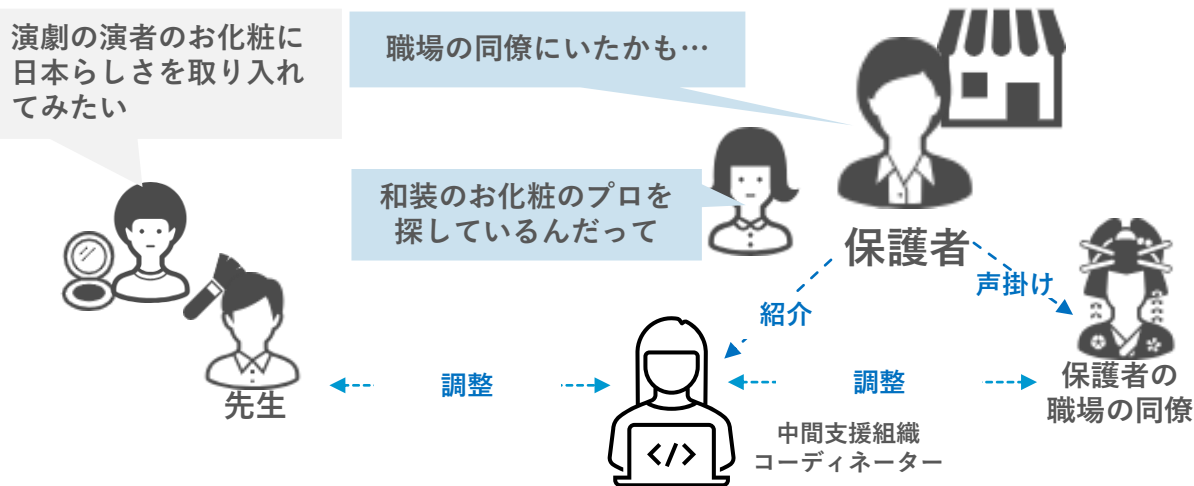 演劇の演者のお化粧に
日本らしさを取り入れ
てみたい
職場の同僚にいたかも…
和装のお化粧のプロを
探しているんだって
保護者
声掛け
紹介
調整
調整
先生
保護者の
職場の同僚
中間支援組織
コーディネーター
</>